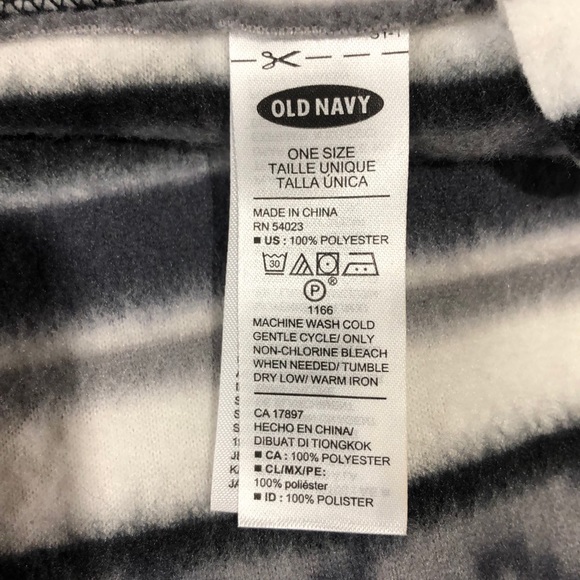 OLD NAVY
ONE SIZE
TAILLE UNIQUE
TALLA ÚNICA
MADE IN CHINA
RN 54023
■ US : 100% POLYESTER
30
P®
1166
MACHINE WASH COLD
GENTLE CYCLE/ ONLY
NON-CHLORINE BLEACH
WHEN NEEDED/ TUMBLE
DRY LOW/ WARM IRON
CA 17897
HECHO EN CHINA/
DIBUAT DI TIONGKOK
■ CA : 100% POLYESTER
■ CL/MX/PE:
100% poliéster
■ ID : 100% POLISTER